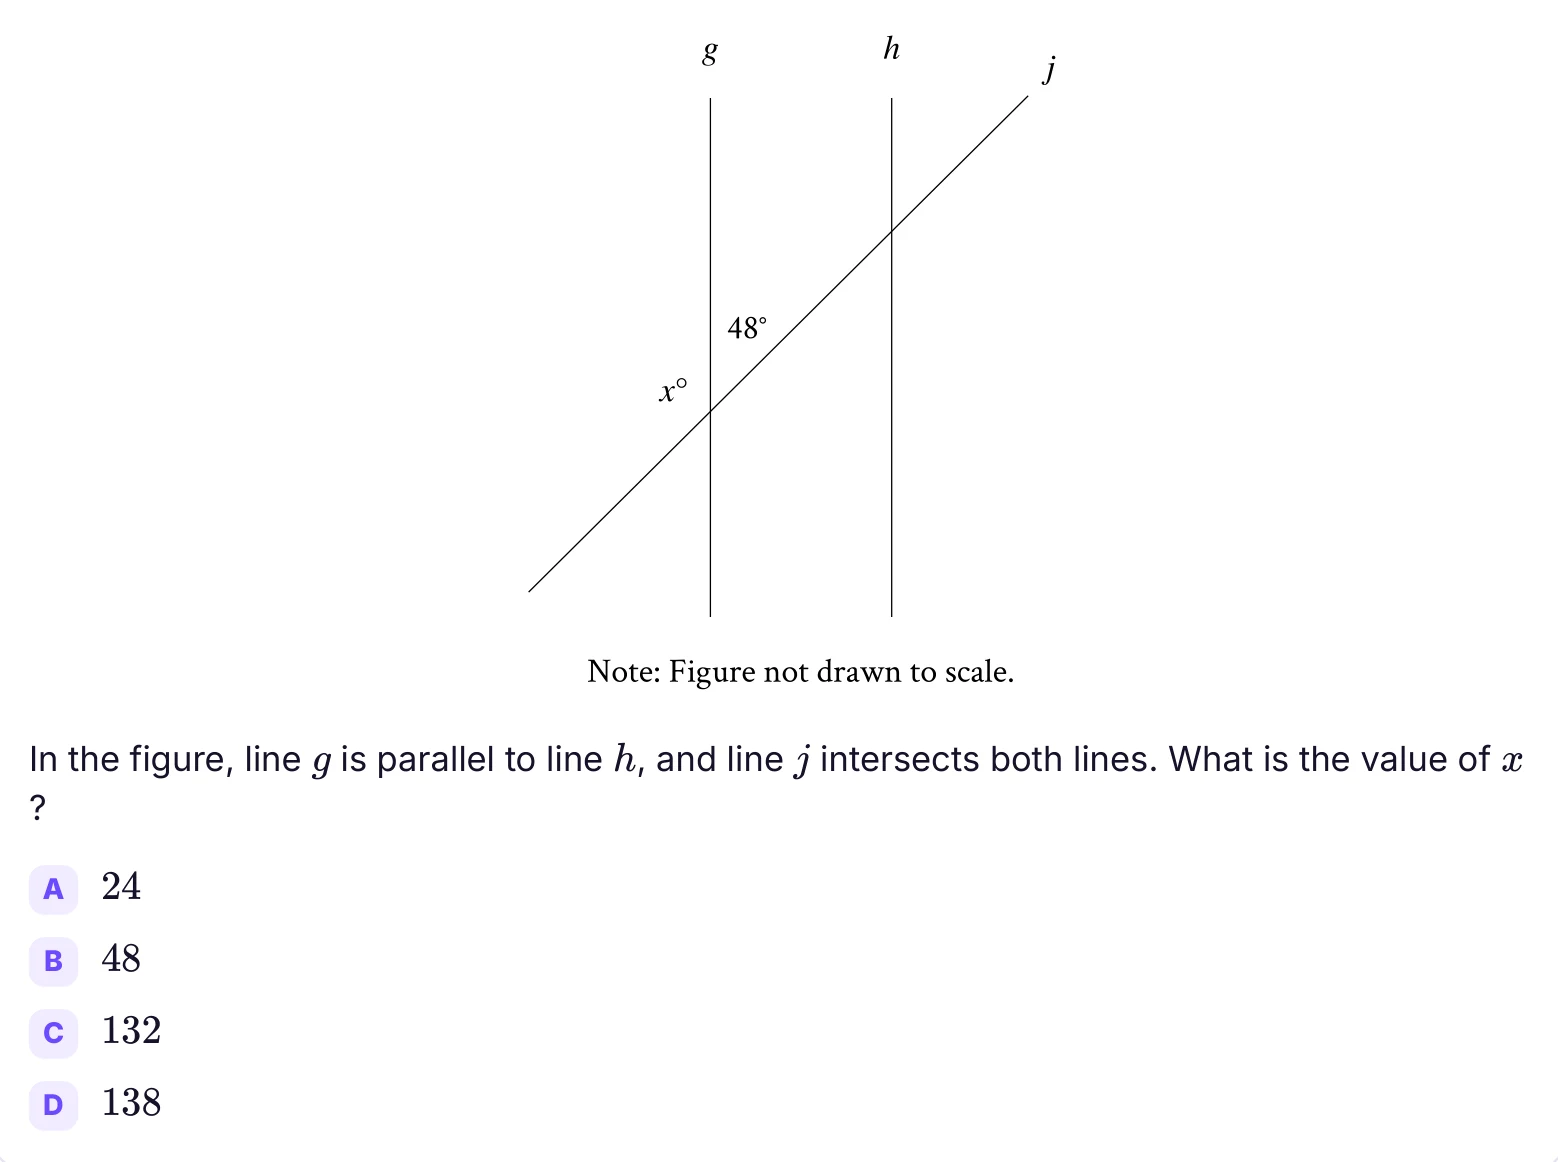 g
h
j
48°
x°
Note: Figure not drawn to scale.
In the figure, line g is parallel to line h, and line j intersects both lines. What is the value of x
?
A 24
B 48
C 132
D 138